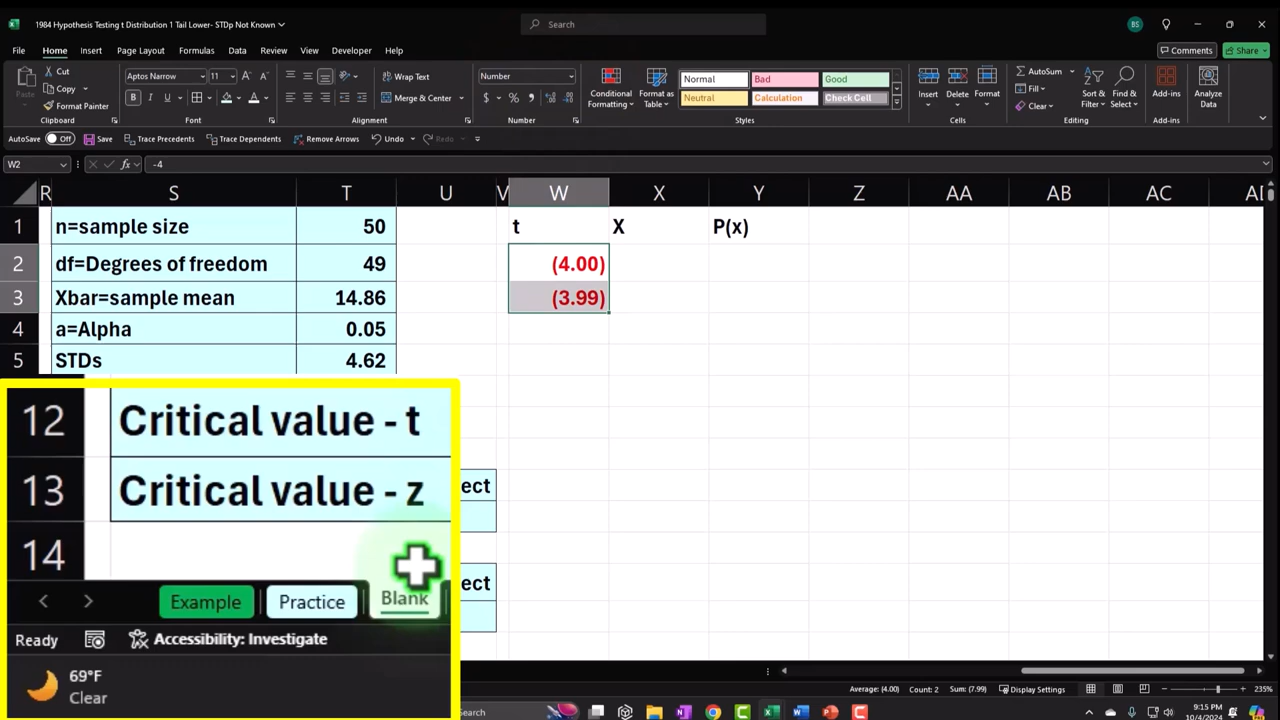 1984 Hypothesis Testing t Distribution 1 Tail Lower- STDp Not Known
Search
BS
File Home Insert Page Layout Formulas Data Review View Developer Help
Comments Share
Paste
Cut
Copy
Format Painter
Clipboard
Aptos Narrow 11
B I U
Font
Wrap Text
Merge & Center
Alignment
Number
$ % ,
Number
Conditional Formatting
Format as Table
Normal Bad Good
Neutral Calculation Check Cell
Styles
Insert Delete Format
Cells
AutoSum
Fill
Clear
Sort & Filter
Find & Select
Editing
Add-ins
Add-ins
Analyze Data
AutoSave Off Save Trace Precedents Trace Dependents Remove Arrows Undo Redo
W2 fx -4
R S T U V W X Y Z AA AB AC AD
1 n=sample size 50 t X P(x)
2 df=Degrees of freedom 49 (4.00)
3 Xbar=sample mean 14.86 (3.99)
4 a=Alpha 0.05
5 STDs 4.62
12 Critical value - t
13 Critical value - z
14
ect
ect
Example Practice Blank
Ready Accessibility: Investigate
Average: (4.00) Count: 2 Sum: (7.99) Display Settings 235%
69°F
Clear
Search
9:15 PM
10/4/2024